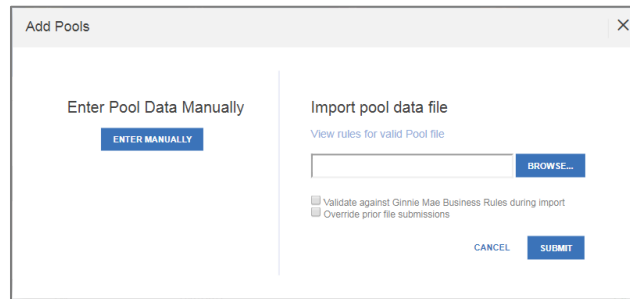 Add Pools
Enter Pool Data Manually
ENTER MANUALLY
Import pool data file
View rules for valid Pool file
BROWSE...
Validate against Ginnie Mae Business Rules during import
Override prior file submissions
CANCEL
SUBMIT